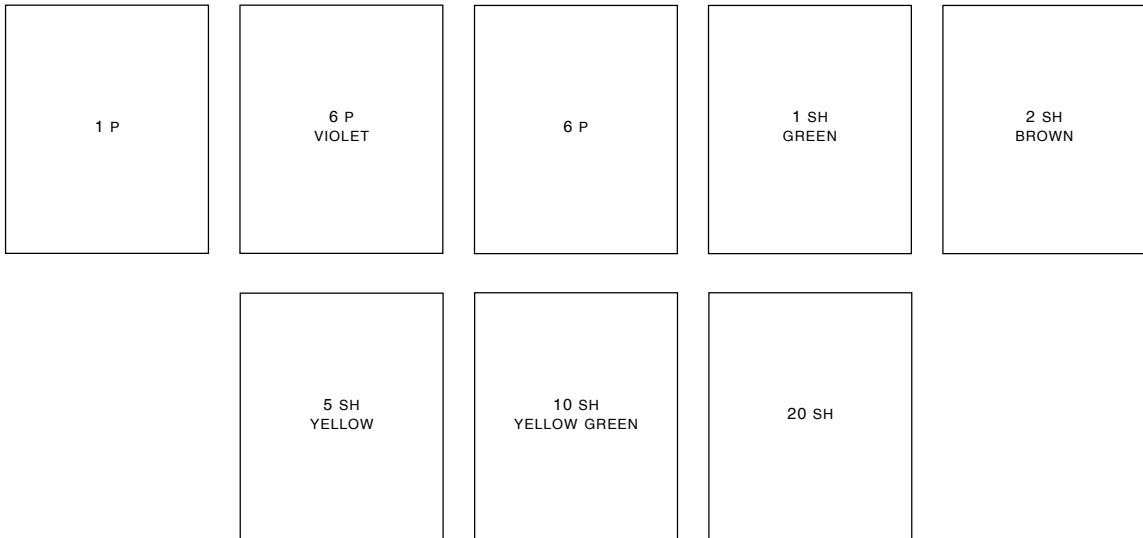 1 P
6 P
VIOLET
6 P
1 SH
GREEN
2 SH
BROWN
5 SH
YELLOW
10 SH
YELLOW GREEN
20 SH